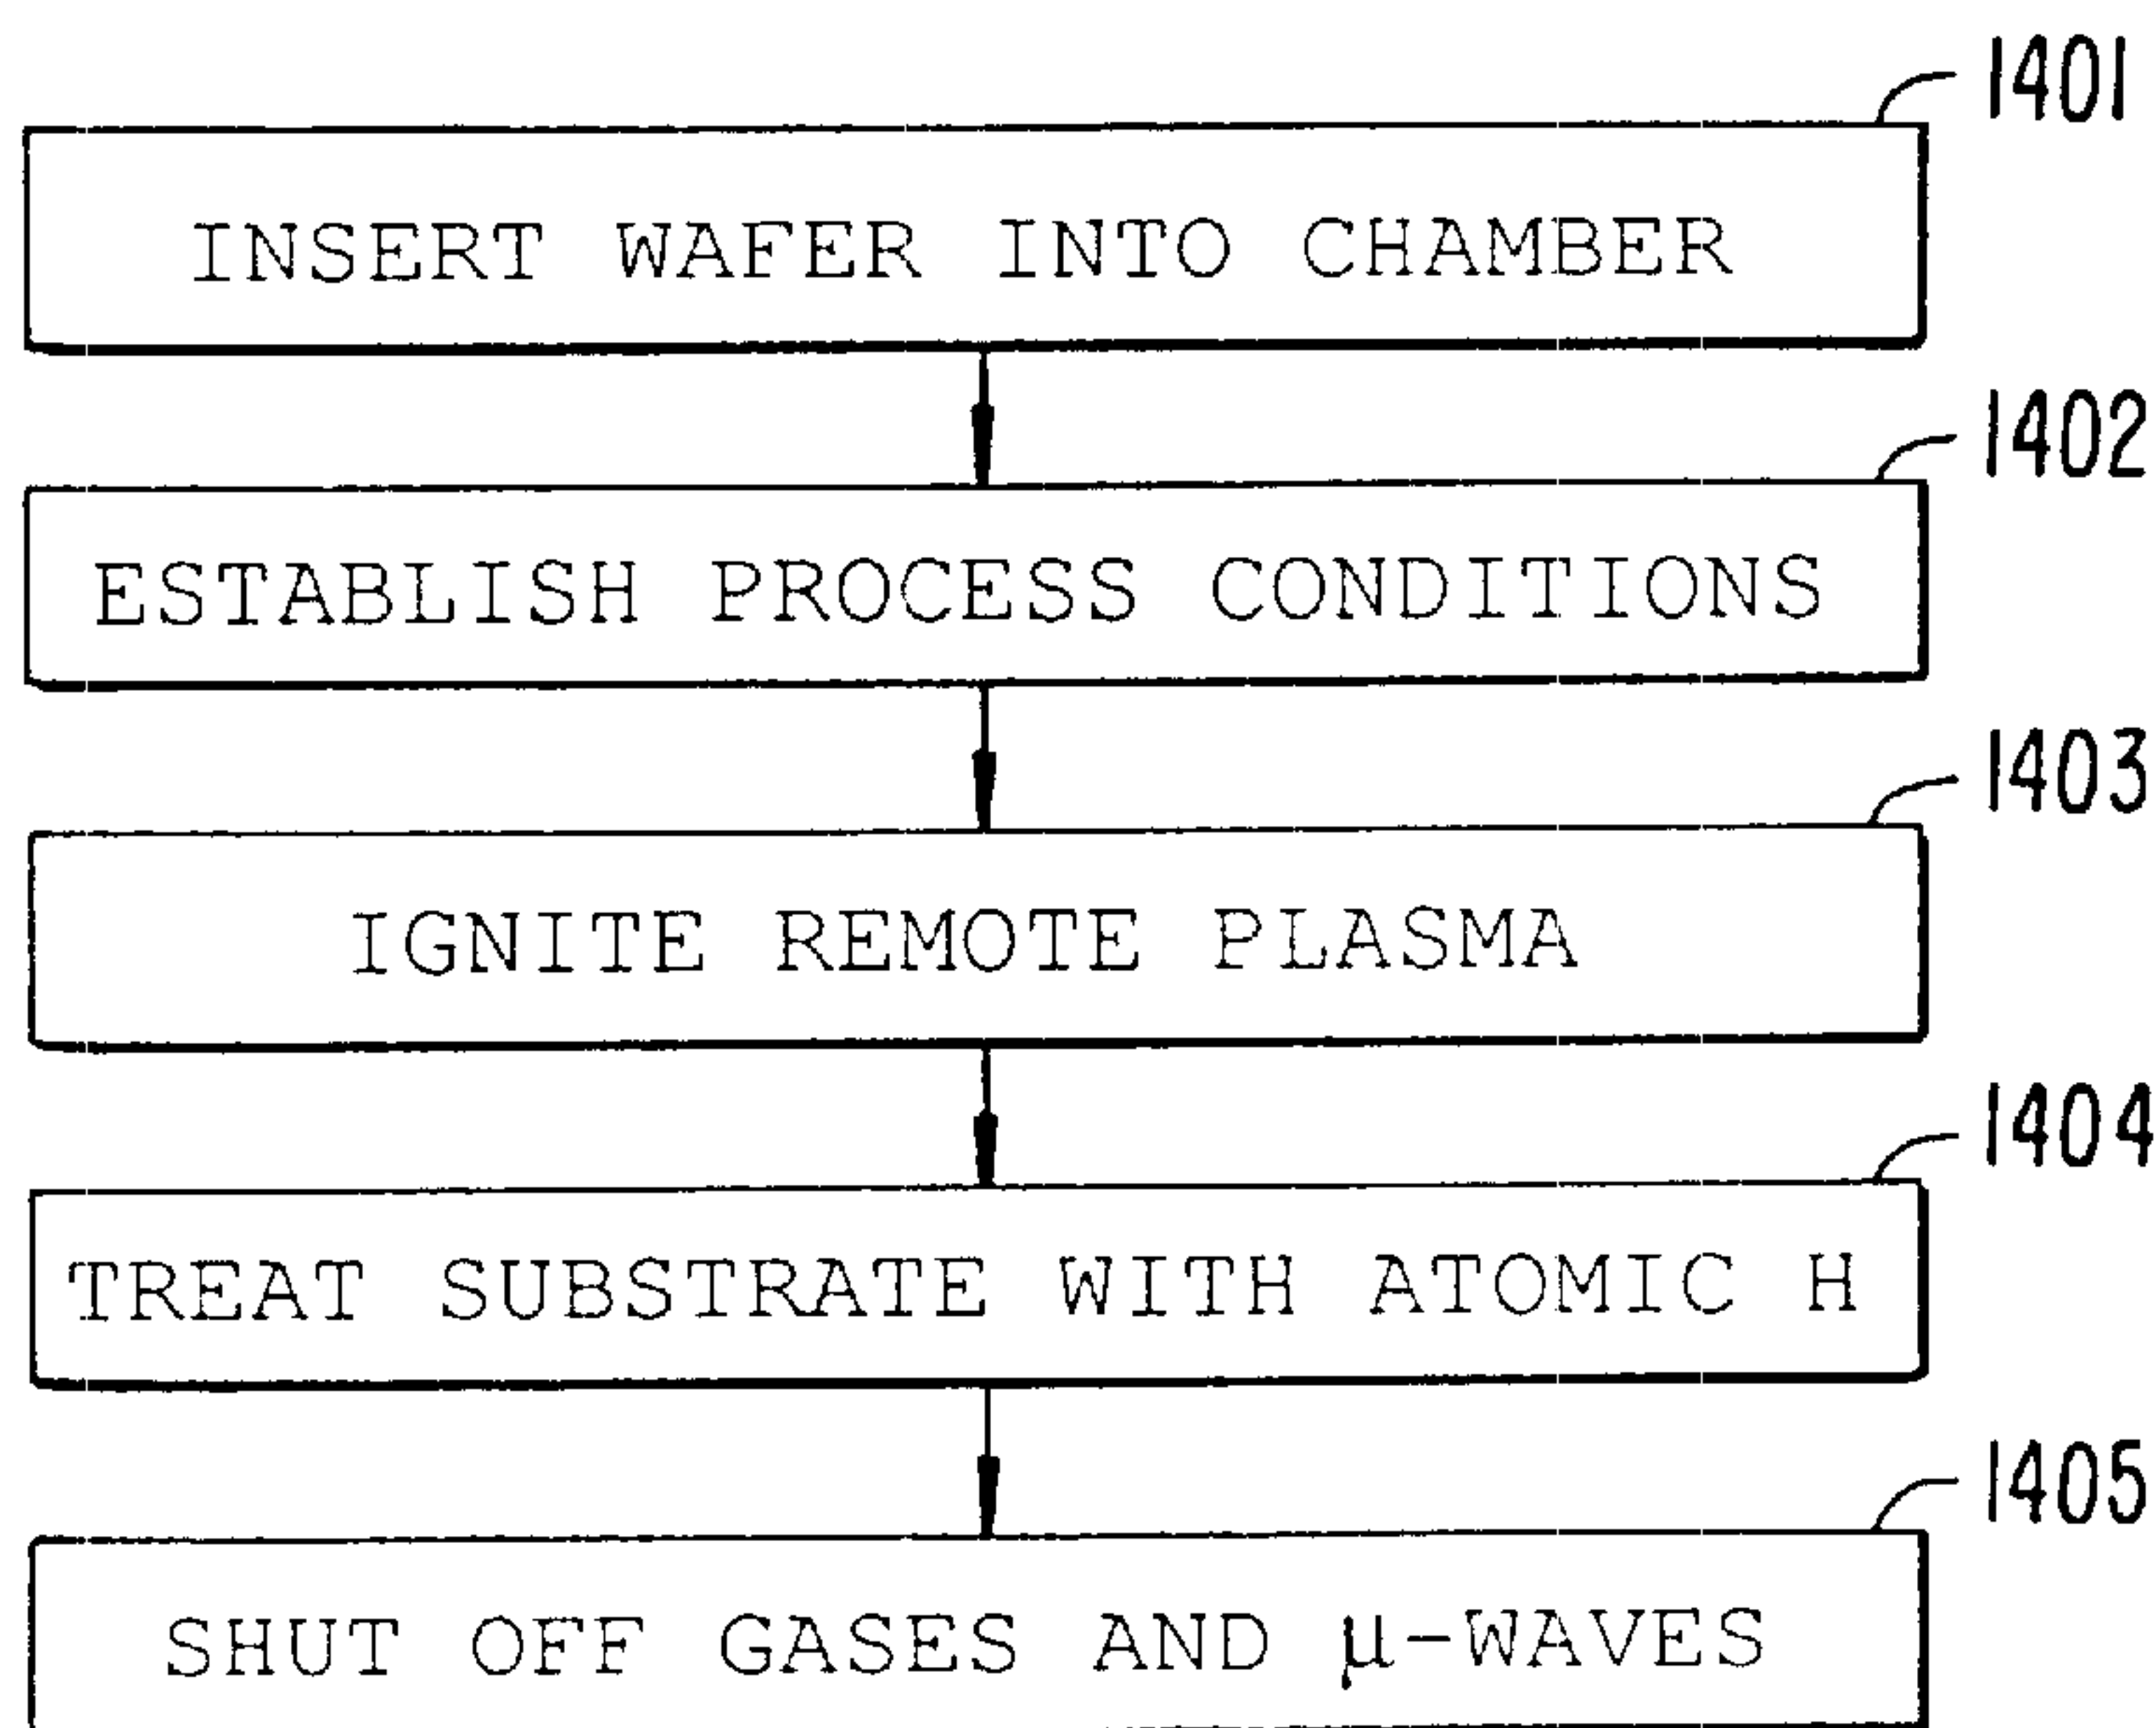 1401
INSERT WAFER INTO CHAMBER
1402
ESTABLISH PROCESS CONDITIONS
1403
IGNITE REMOTE PLASMA
1404
TREAT SUBSTRATE WITH ATOMIC H
1405
SHUT OFF GASES AND μ-WAVES